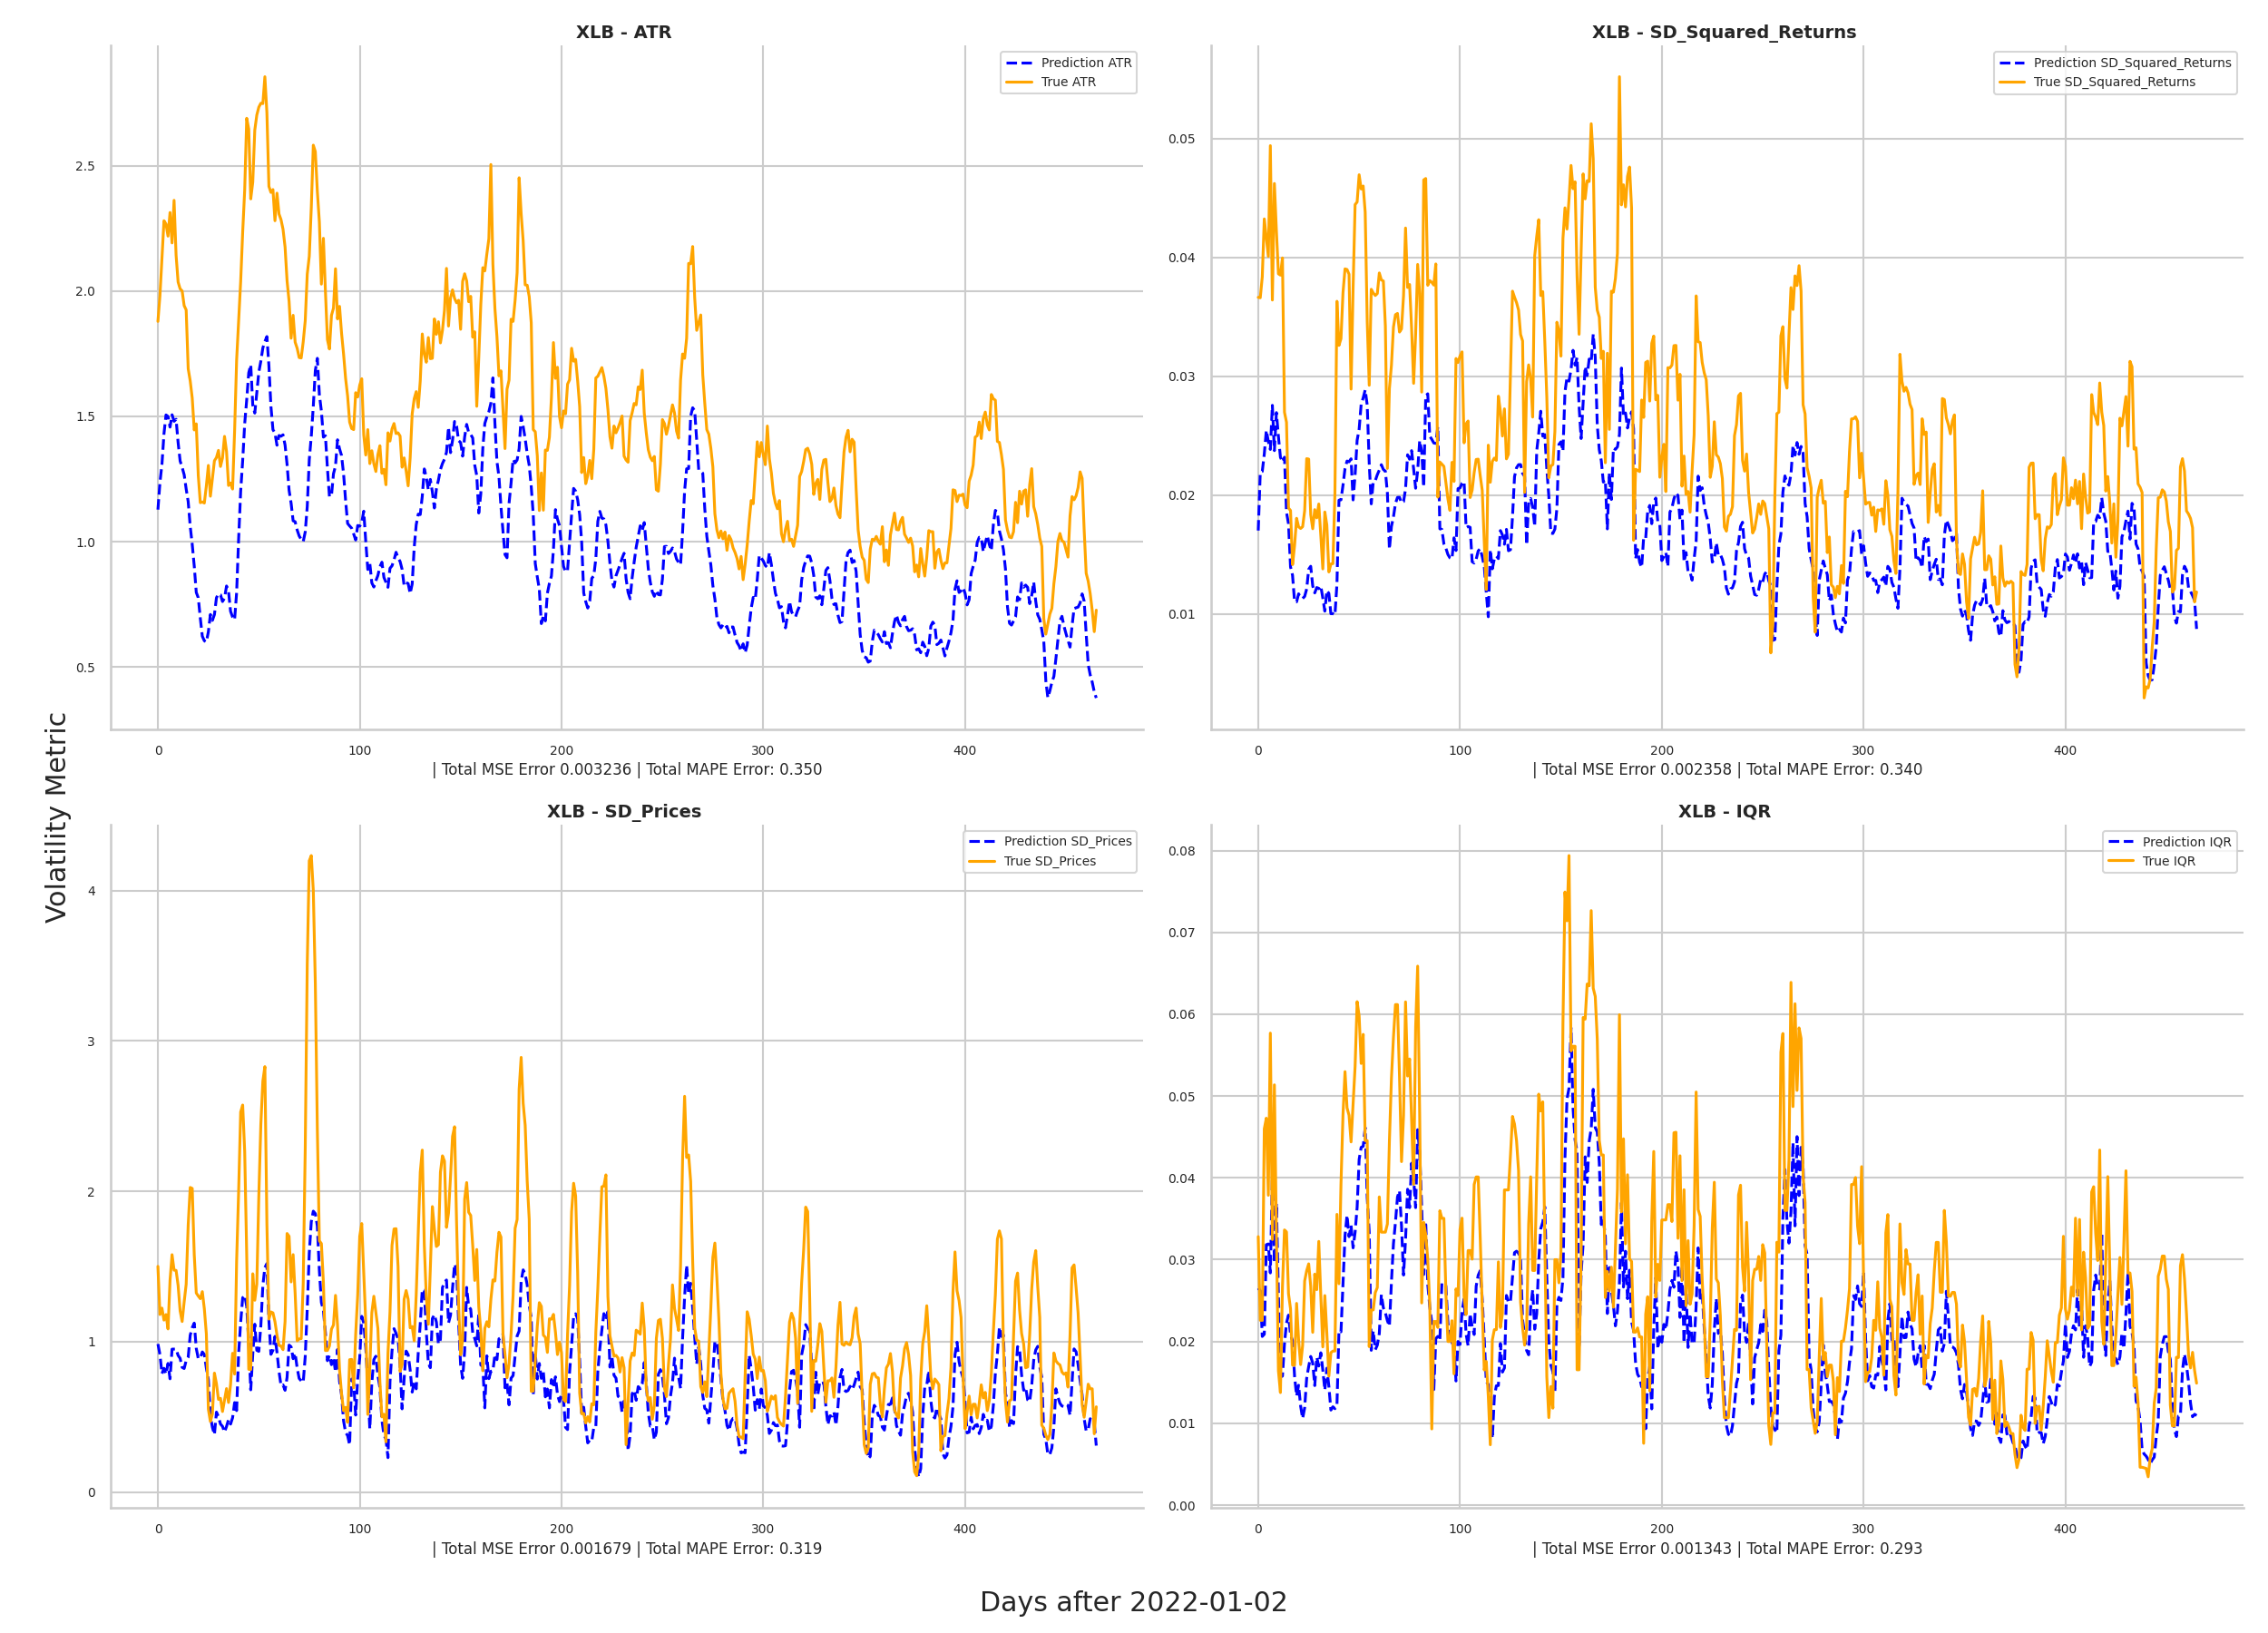 XLB - ATR
Prediction ATR
True ATR
2.5
2.0
1.5
1.0
0.5
0 100 200 300 400
| Total MSE Error 0.003236 | Total MAPE Error: 0.350
XLB - SD_Squared_Returns
Prediction SD_Squared_Returns
True SD_Squared_Returns
0.05
0.04
0.03
0.02
0.01
0 100 200 300 400
| Total MSE Error 0.002358 | Total MAPE Error: 0.340
Volatility Metric
XLB - SD_Prices
Prediction SD_Prices
True SD_Prices
4
3
2
1
0
0 100 200 300 400
| Total MSE Error 0.001679 | Total MAPE Error: 0.319
XLB - IQR
Prediction IQR
True IQR
0.08
0.07
0.06
0.05
0.04
0.03
0.02
0.01
0.00
0 100 200 300 400
| Total MSE Error 0.001343 | Total MAPE Error: 0.293
Days after 2022-01-02